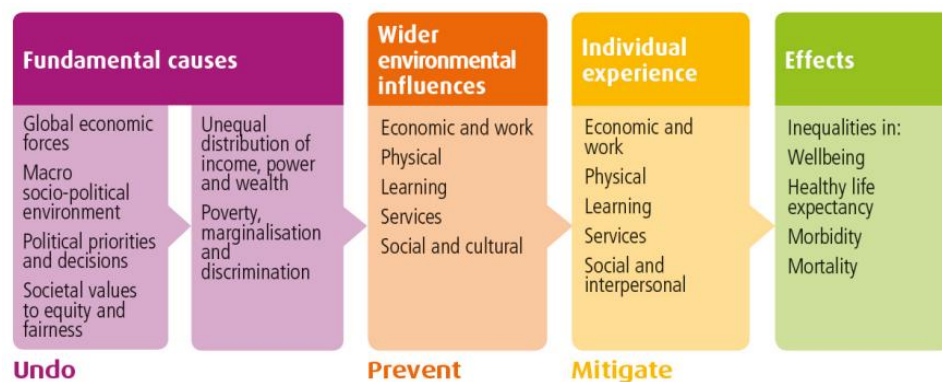 Fundamental causes
Global economic
forces
Macro
socio-political
environment
Political priorities
and decisions
Societal values
to equity and
fairness
Unequal
distribution of
income, power
and wealth
Poverty,
marginalisation
and
discrimination
Undo
Wider
environmental
influences
Economic and work
Physical
Learning
Services
Social and cultural
Prevent
Individual
experience
Economic and
work
Physical
Learning
Services
Social and
interpersonal
Mitigate
Effects
Inequalities in:
Wellbeing
Healthy life
expectancy
Morbidity
Mortality